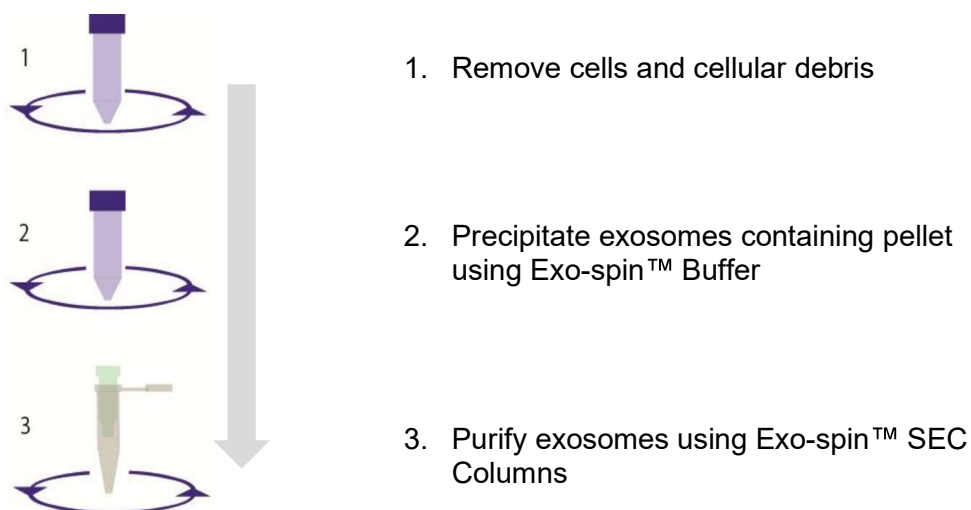 1
1. Remove cells and cellular debris
2
2. Precipitate exosomes containing pellet
using Exo-spin™ Buffer
3
3. Purify exosomes using Exo-spin™ SEC
Columns